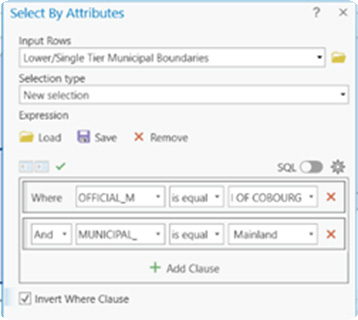 Select By Attributes ? ×
Input Rows
Lower/Single Tier Municipal Boundaries
Selection type
New selection
Expression
Load Save Remove
SQL
Where OFFICIAL_M is equal OF COBOURG
And MUNICIPAL_ is equal Mainland
+ Add Clause
Invert Where Clause